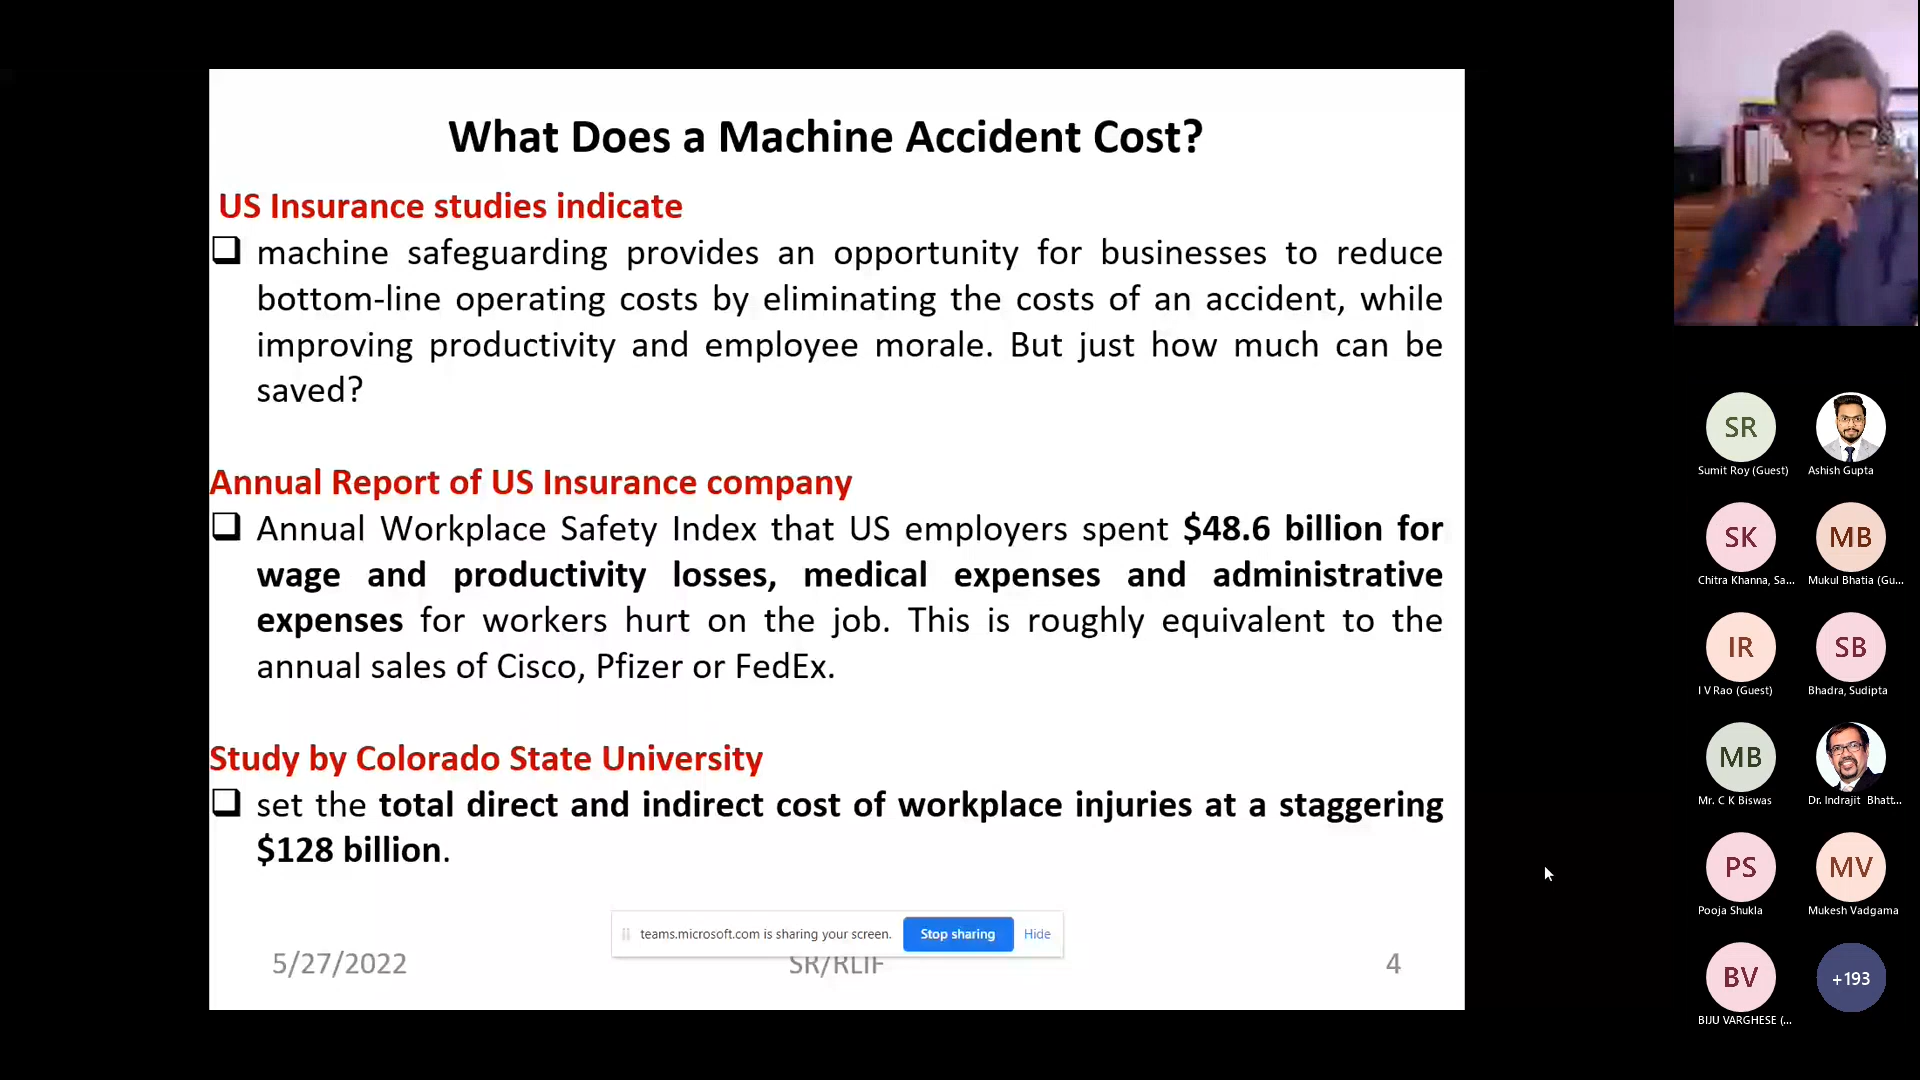 What Does a Machine Accident Cost?
US Insurance studies indicate
❑ machine safeguarding provides an opportunity for businesses to reduce
bottom-line operating costs by eliminating the costs of an accident, while
improving productivity and employee morale. But just how much can be
saved?
Annual Report of US Insurance company
❑ Annual Workplace Safety Index that US employers spent $48.6 billion for
wage and productivity losses, medical expenses and administrative
expenses for workers hurt on the job. This is roughly equivalent to the
annual sales of Cisco, Pfizer or FedEx.
Study by Colorado State University
❑ set the total direct and indirect cost of workplace injuries at a staggering
$128 billion.
teams.microsoft.com is sharing your screen. Stop sharing Hide
5/27/2022 SR/RLIF 4
SR
Sumit Roy (Guest)
Ashish Gupta
SK MB
Chitra Khanna, Sa... Mukul Bhatia (Gu...
IR SB
I V Rao (Guest) Bhadra, Sudipta
MB
Mr. C K Biswas Dr. Indrajit Bhatt...
PS MV
Pooja Shukla Mukesh Vadgama
BV +193
BIJU VARGHESE (...